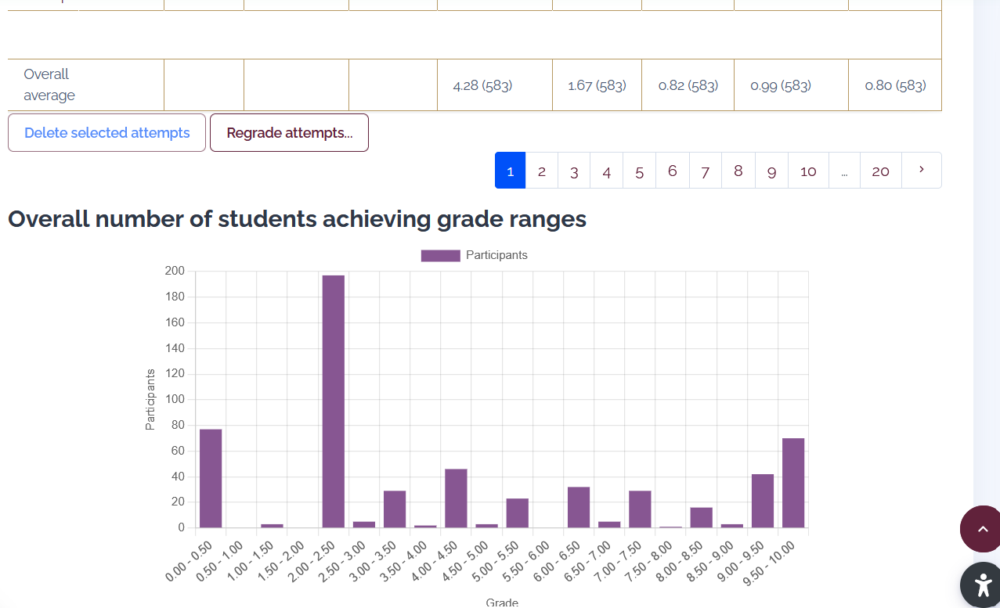 Overall
average
4.28 (583) 1.67 (583) 0.82 (583) 0.99 (583) 0.80 (583)
Delete selected attempts Regrade attempts...
1 2 3 4 5 6 7 8 9 10 … 20 ›
Overall number of students achieving grade ranges
Participants
200
180
160
140
120
100
80
60
40
20
0
Participants
0.00 - 0.50
0.50 - 1.00
1.00 - 1.50
1.50 - 2.00
2.00 - 2.50
2.50 - 3.00
3.00 - 3.50
3.50 - 4.00
4.00 - 4.50
4.50 - 5.00
5.00 - 5.50
5.50 - 6.00
6.00 - 6.50
6.50 - 7.00
7.00 - 7.50
7.50 - 8.00
8.00 - 8.50
8.50 - 9.00
9.00 - 9.50
9.50 - 10.00
Grade